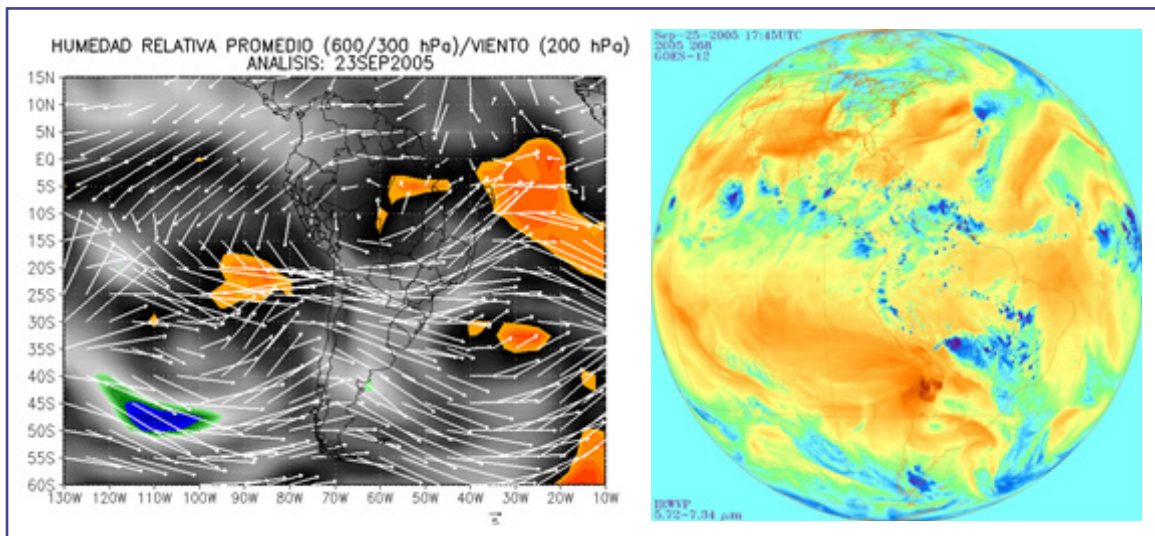 HUMEDAD RELATIVA PROMEDIO (600/300 hPa)/VIENTO (200 hPa)
ANALISIS: 23SEP2005
15N
10N
5N
EQ
5S
10S
15S
20S
25S
30S
35S
40S
45S
50S
55S
60S
130W 120W 110W 100W 90W 80W 70W 60W 50W 40W 30W 20W 10W
5
Sep-25-2005 17:45UTC
2005 268
GOES-12
IRWVP
5.72-7.34 μm